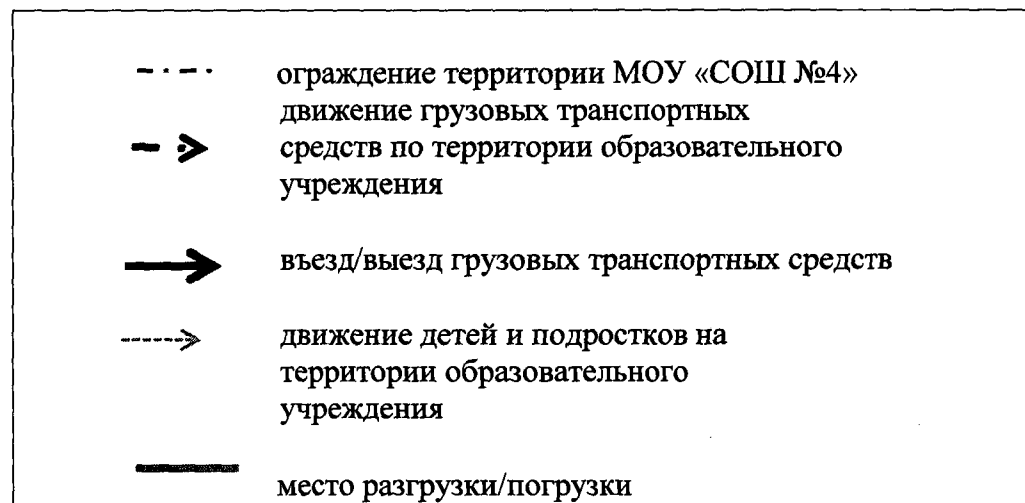 ограждение территории МОУ «СОШ №4»
движение грузовых транспортных
средств по территории образовательного
учреждения
въезд/выезд грузовых транспортных средств
движение детей и подростков на
территории образовательного
учреждения
место разгрузки/погрузки